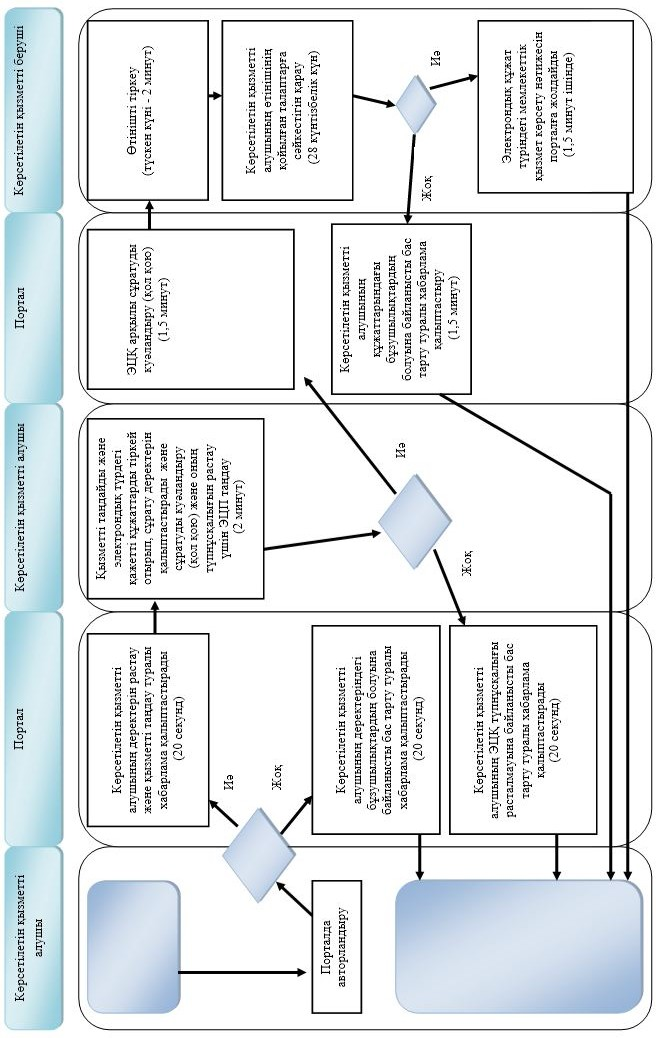 Көрсетілетін қызметті
алушы
Портал
Көрсетілетін қызметті алушы
Портал
Көрсетілетін қызметті беруші
Порталда
авторландыру
Иә
Жоқ
Көрсетілетін қызметті
алушының деректерін растау
және қызметті таңдау туралы
хабарлама қалыптастырады
(20 секунд)
Көрсетілетін қызметті
алушының деректеріндегі
бұзушылықтардың болуына
байланысты бас тарту туралы
хабарлама қалыптастырады
(20 секунд)
Көрсетілетін қызметті
алушының ЭЦҚ түпнұсқалығы
расталмауына байланысты бас
тарту туралы хабарлама
қалыптастырады
(20 секунд)
Қызметті таңдайды және
электрондық түрдегі
қажетті құжаттарды тіркей
отырып, сұрату деректерін
қалыптастырады және
сұратуды куәландыру
(қол қою) және оның
түпнұсқалығын растау
үшін ЭЦП таңдау
(2 минут)
Иә
Жоқ
ЭЦҚ арқылы сұратуды
куәландыру (қол қою)
(1,5 минут)
Көрсетілетін қызметті
алушының
құжаттарындағы
бұзушылықтардың
болуына байланысты бас
тарту туралы хабарлама
қалыптастыру
(1,5 минут)
Өтінішті тіркеу
(түскен күні - 2 минут)
Көрсетілетін қызметті
алушының өтінішінің
қойылған талаптарға
сәйкестігін қарау
(28 күнтізбелік күн)
Иә
Жоқ
Электрондық құжат
түріндегі мемлекеттік
қызмет көрсету нәтижесін
порталға жолдайды
(1,5 минут ішінде)